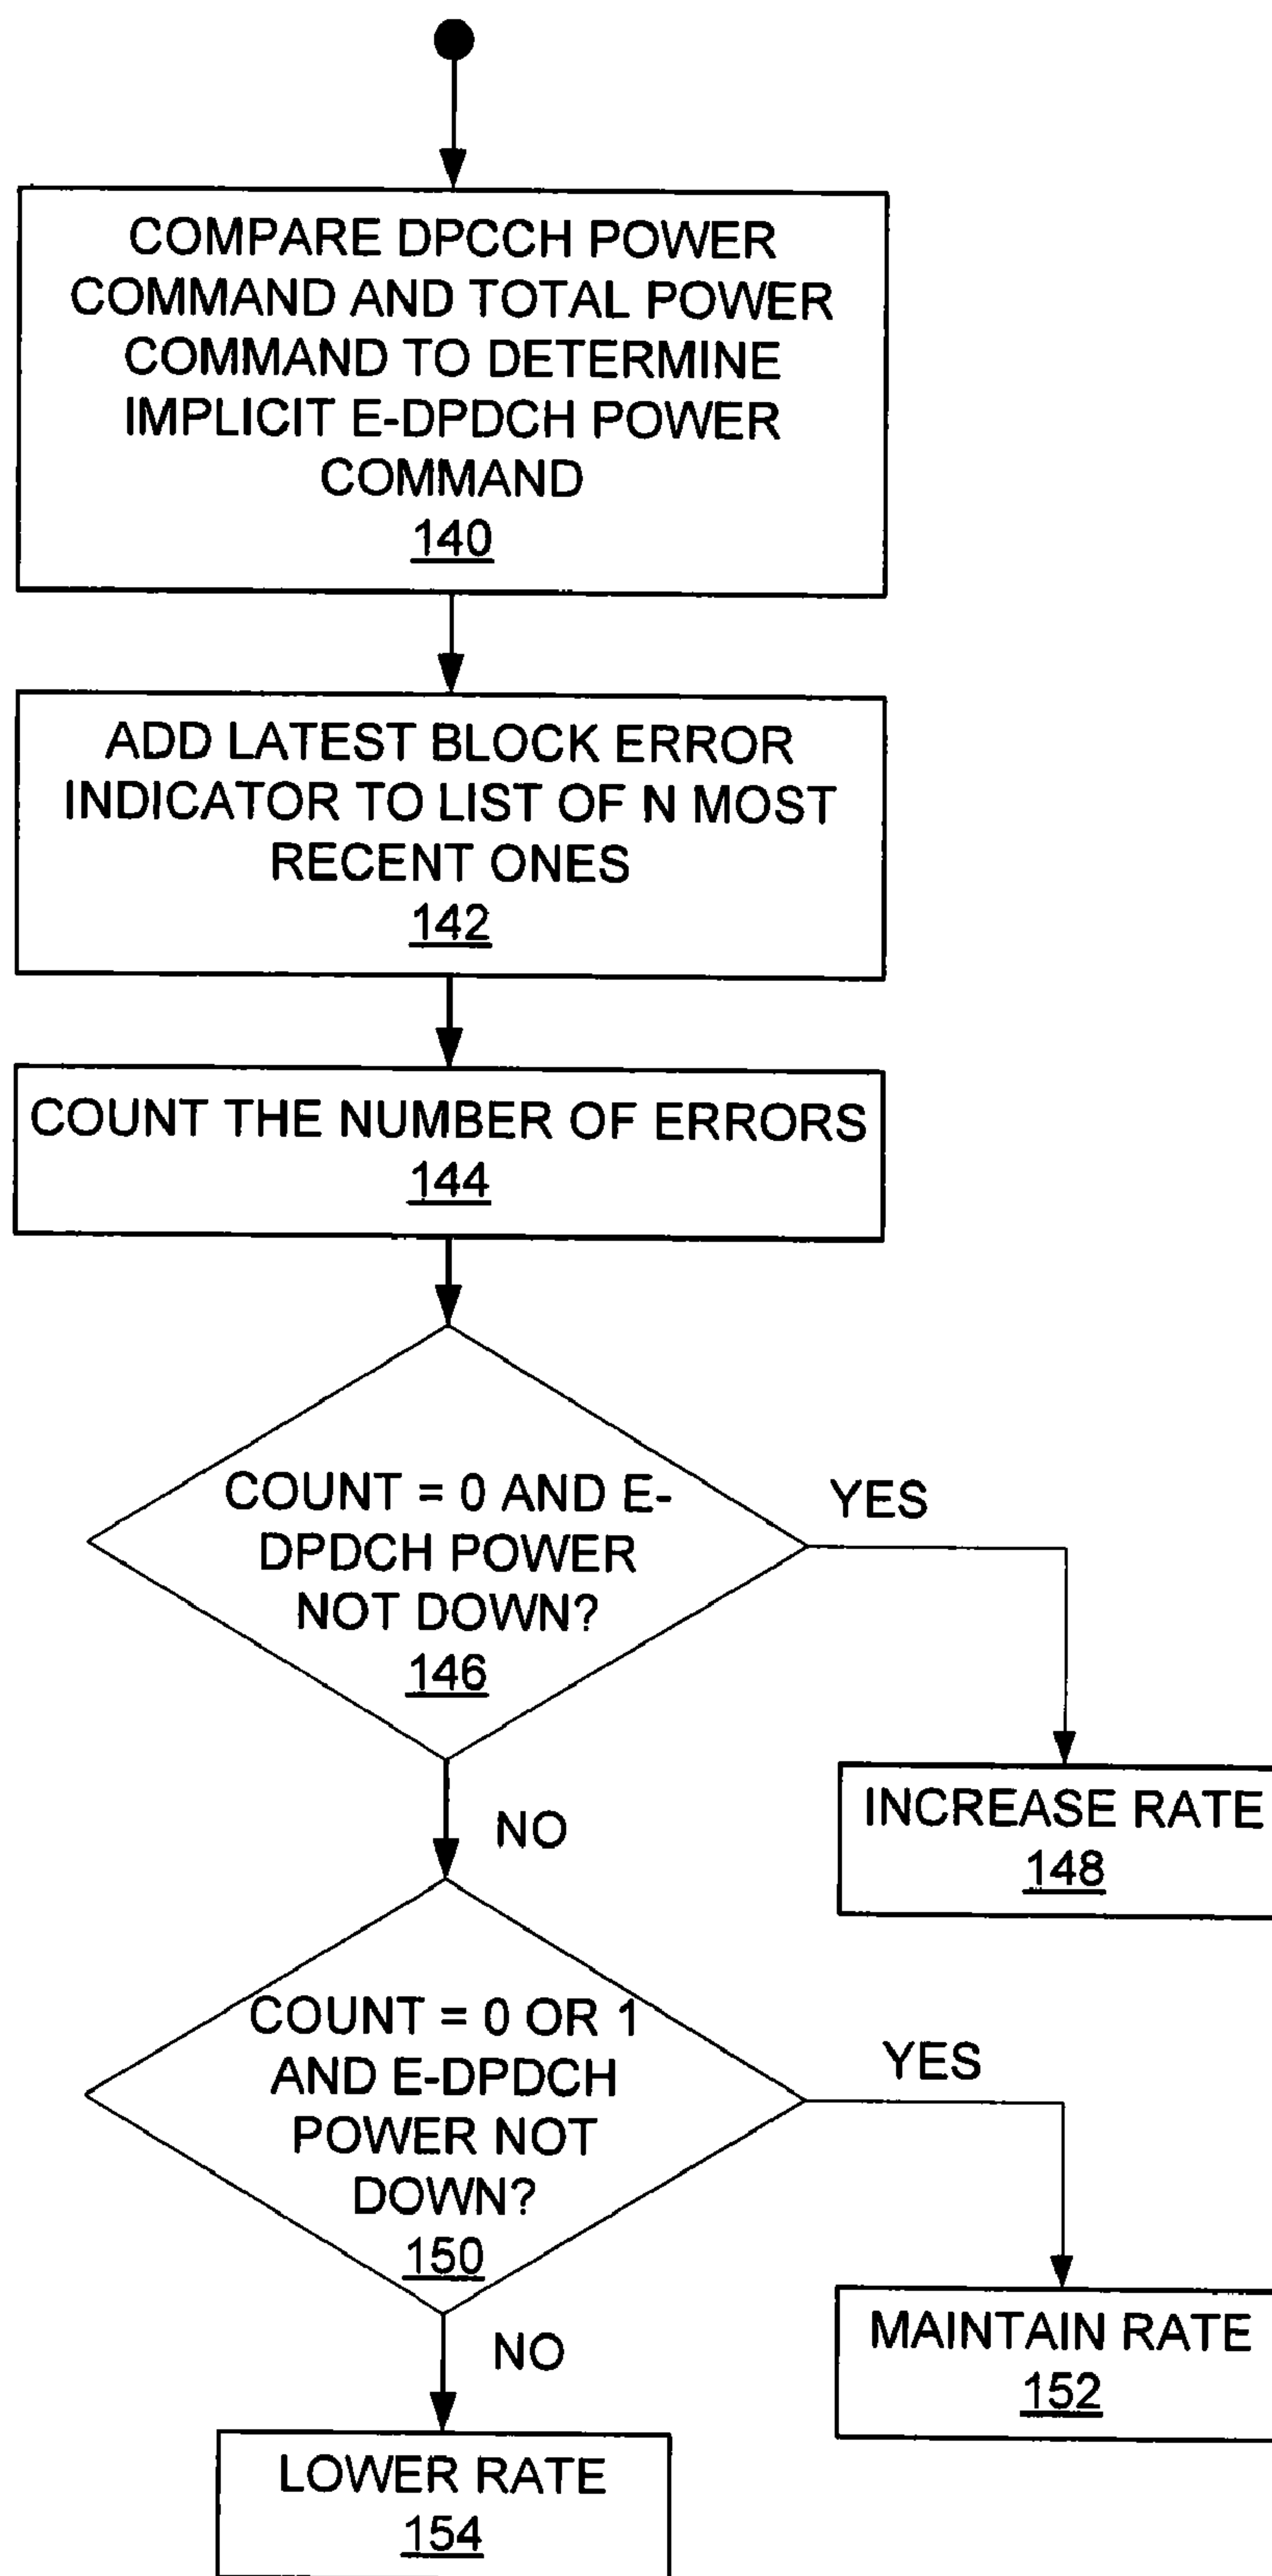 COMPARE DPCCH POWER
COMMAND AND TOTAL POWER
COMMAND TO DETERMINE
IMPLICIT E-DPDCH POWER
COMMAND
140
ADD LATEST BLOCK ERROR
INDICATOR TO LIST OF N MOST
RECENT ONES
142
COUNT THE NUMBER OF ERRORS
144
COUNT = 0 AND E-
DPDCH POWER
NOT DOWN?
146
YES
INCREASE RATE
148
NO
COUNT = 0 OR 1
AND E-DPDCH
POWER NOT
DOWN?
150
YES
MAINTAIN RATE
152
NO
LOWER RATE
154